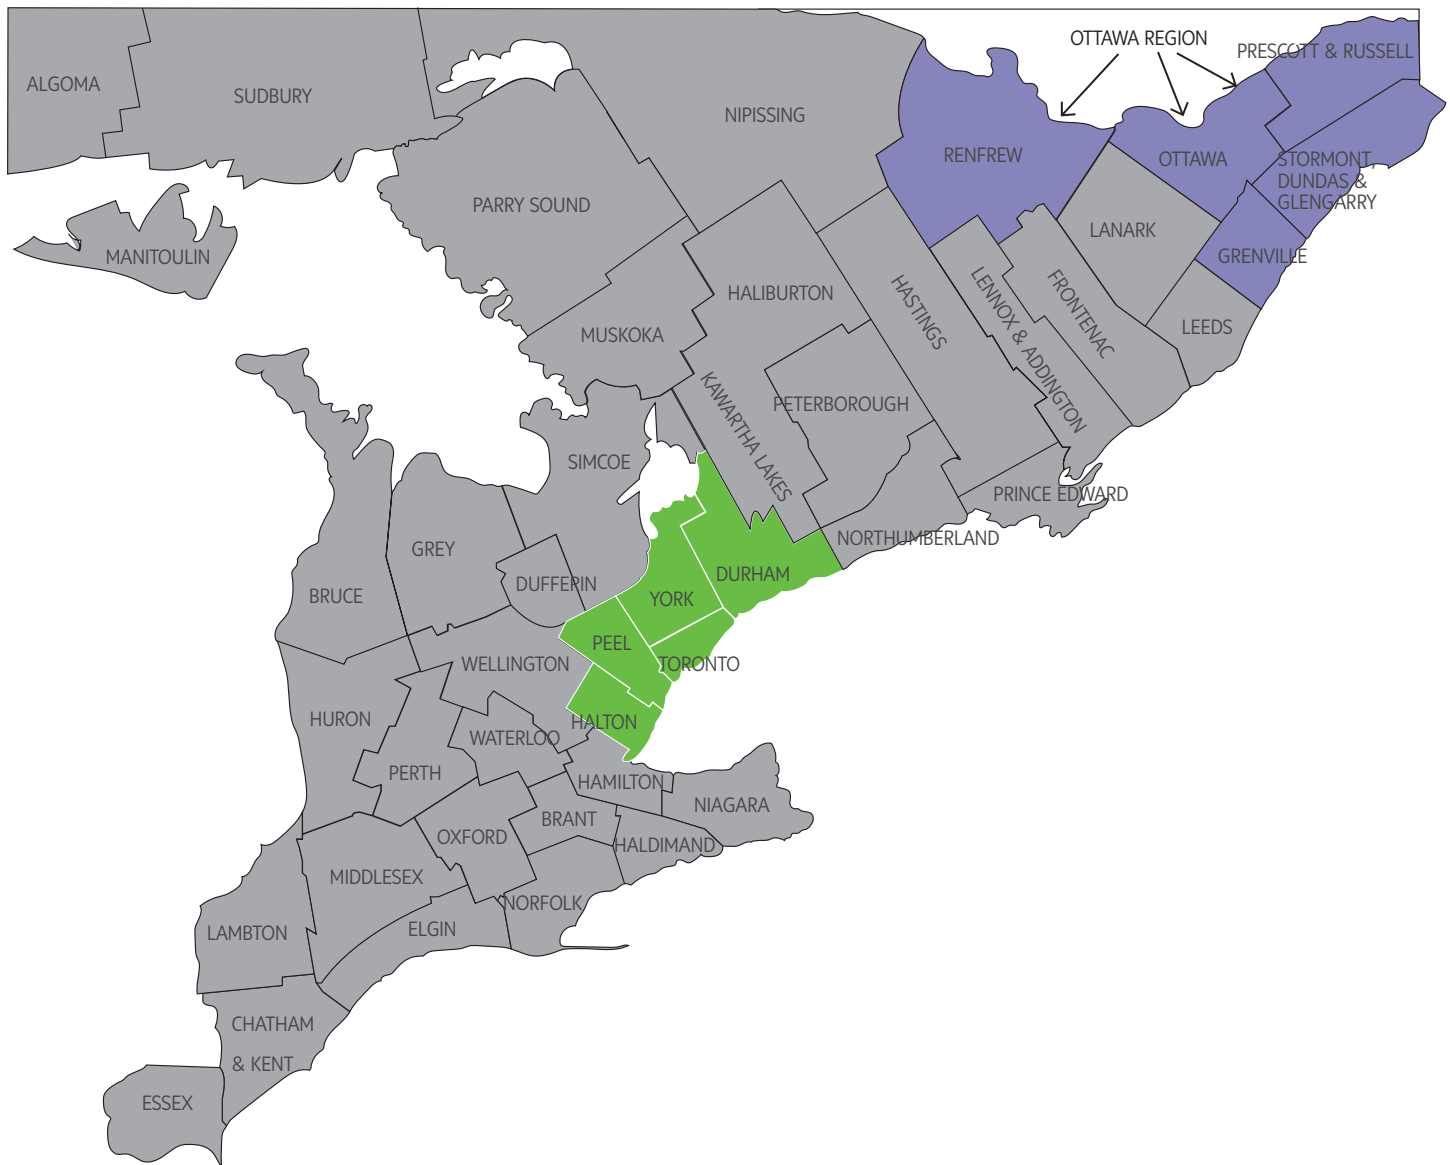 OTTAWA REGION
PRESCOTT & RUSSELL
ALGOMA
SUDBURY
NIPISSING
RENFREW
OTTAWA
STORMONT,
DUNDAS &
GLENGARRY
PARRY SOUND
LANARK
MANITOULIN
GRENVILLE
HALIBURTON
HASTINGS
LENNOX & ADDINGTON
FRONTENAC
LEEDS
MUSKOKA
KAWARTHA LAKES
PETERBOROUGH
SIMCOE
PRINCE EDWARD
NORTHUMBERLAND
GREY
DURHAM
DUFFERIN
BRUCE
YORK
PEEL
WELLINGTON
TORONTO
HURON
HALTON
WATERLOO
PERTH
HAMILTON
NIAGARA
BRANT
OXFORD
HALDIMAND
MIDDLESEX
NORFOLK
ELGIN
LAMBTON
CHATHAM
& KENT
ESSEX